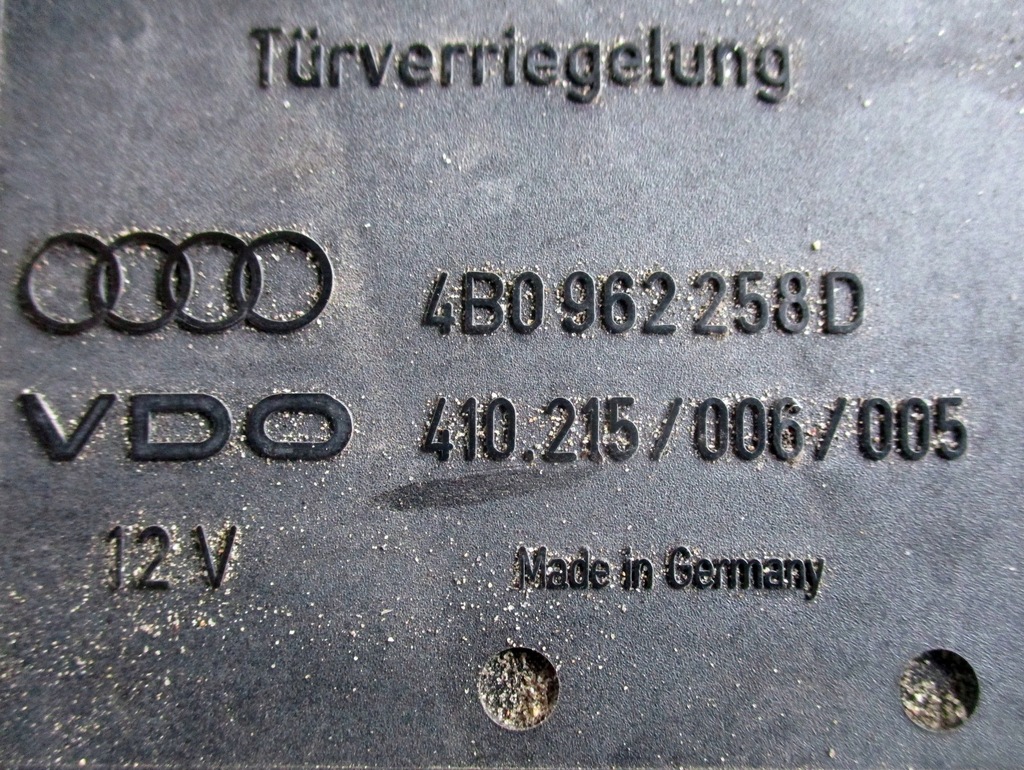 Türverriegelung
4B0 962 258 D
VDO 410.215/006/005
12 V Made in Germany